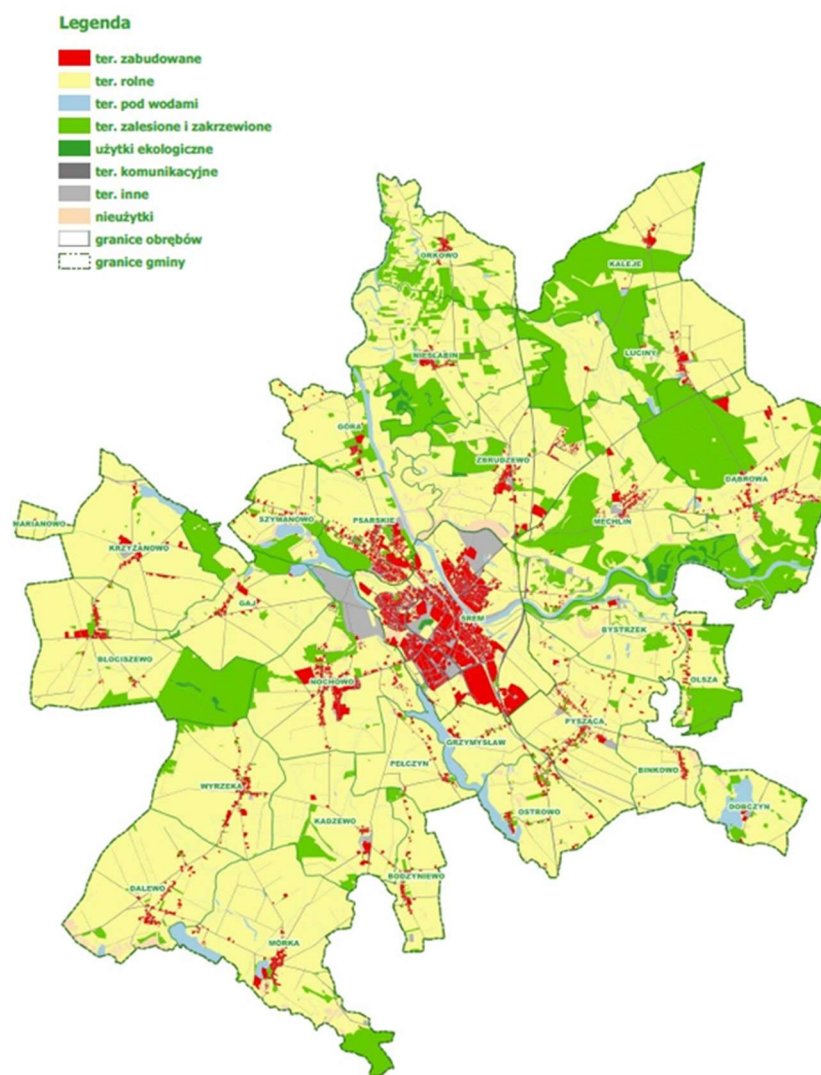 Legenda
ter. zabudowane
ter. rolne
ter. pod wodami
ter. zalesione i zakrzewione
użytki ekologiczne
ter. komunikacyjne
ter. inne
nieużytki
granice obrębów
granice gminy
ORKOWO
KALEJE
NIESŁABIN
LUCINY
GÓRA
ZBRUDZEWO
DĄBROWA
MARIANOWO
SZYMANOWO
PSARSKIE
MECHLIN
KRZYŻANOWO
GAJ
ŚREM
BYSTRZEK
BŁOCISZEWO
NOCHOWO
OLSZA
PYSZĄCA
GRZYMYSŁAW
PEŁCZYN
BINKOWO
WYRZEKA
DOBCZYN
KADZEWO
OSTROWO
BODZYNIEWO
DALEWO
MÓRKA